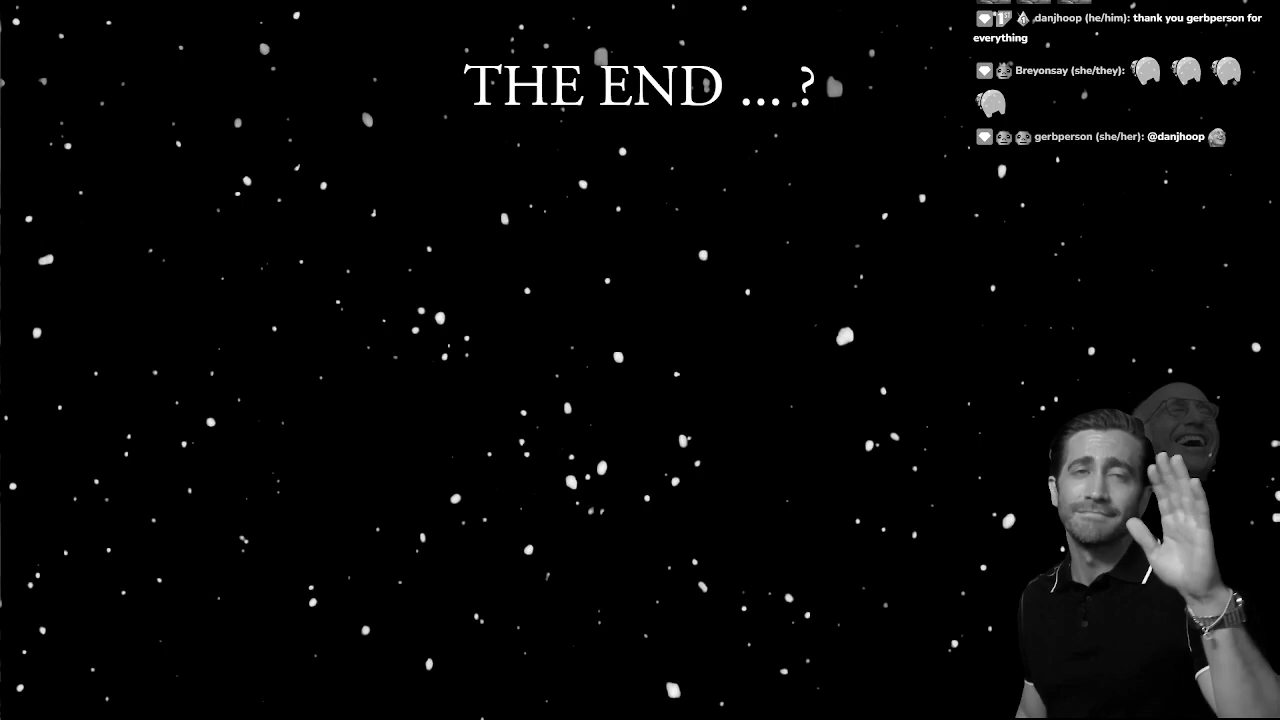 THE END ... ?
danjhoop (he/him): thank you gerbperson for
everything
Breyonsay (she/they):
gerbperson (she/her): @danjhoop